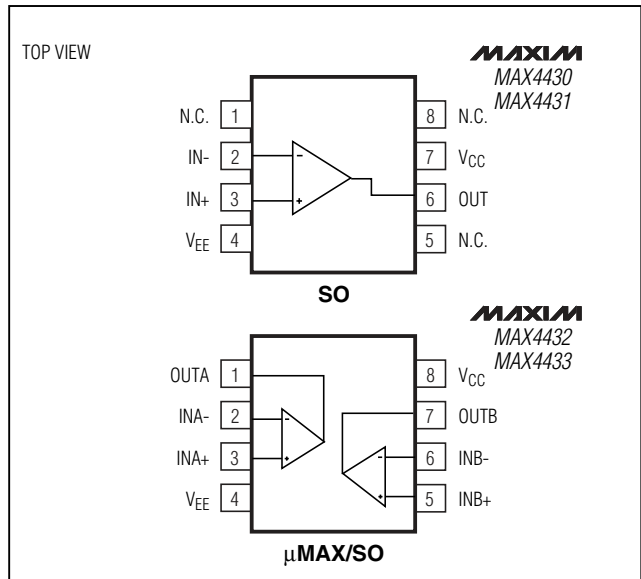 TOP VIEW
MAXIM
MAX4430
MAX4431
N.C. 1
8 N.C.
IN- 2
-
7 VCC
IN+ 3
+
6 OUT
VEE 4
5 N.C.
SO
MAXIM
MAX4432
MAX4433
OUTA 1
8 VCC
INA- 2
-
7 OUTB
INA+ 3
+
-
6 INB-
VEE 4
+
5 INB+
μMAX/SO